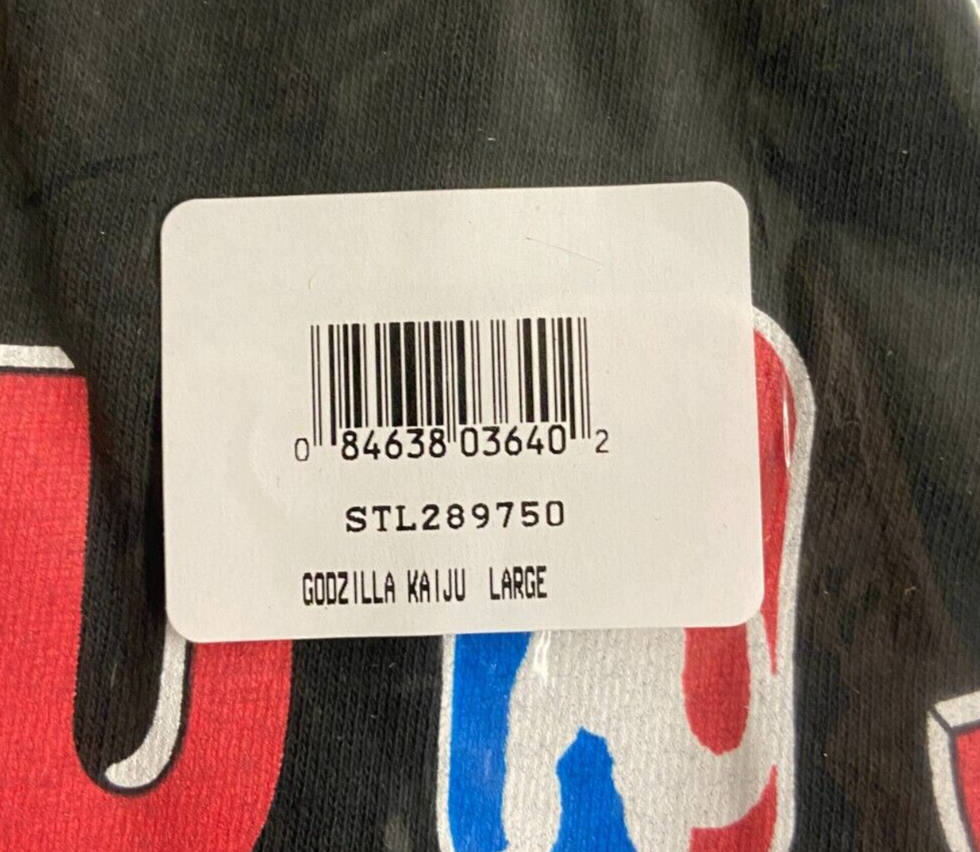 0 84638 03640 2
STL289750
GODZILLA KAIJU LARGE